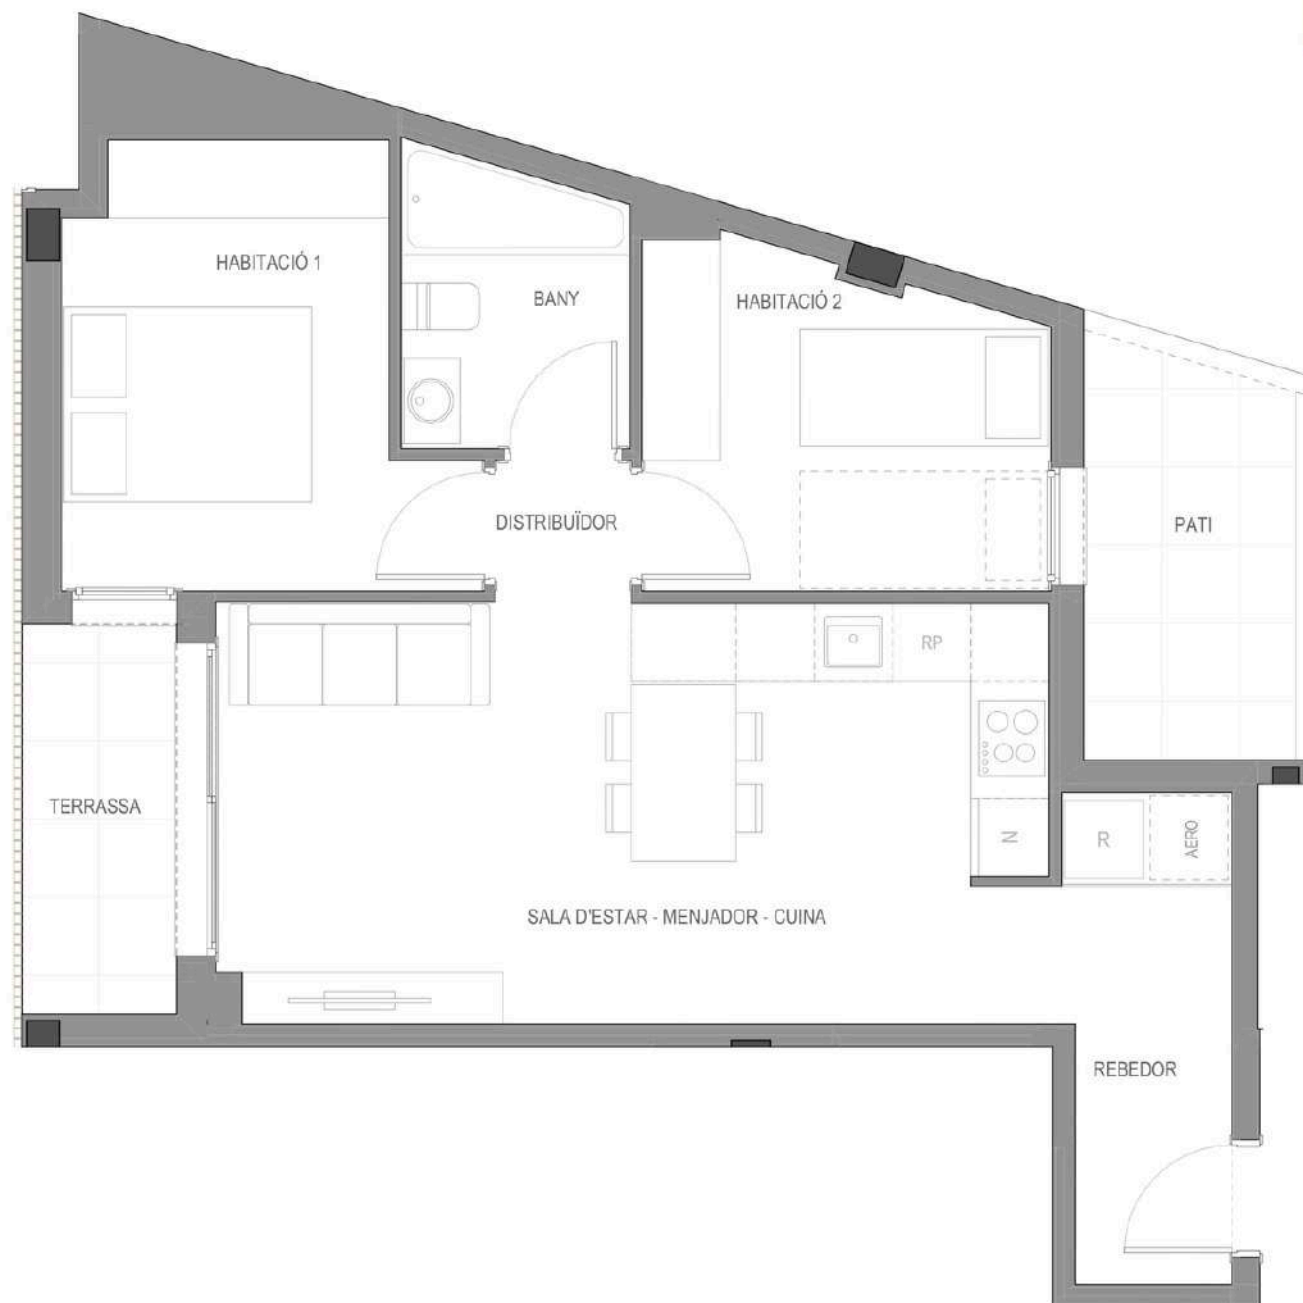 HABITACIÓ 1
BANY
HABITACIÓ 2
DISTRIBUÏDOR
PATI
RP
TERRASSA
N
R
AERO
SALA D'ESTAR - MENJADOR - CUINA
REBEDOR